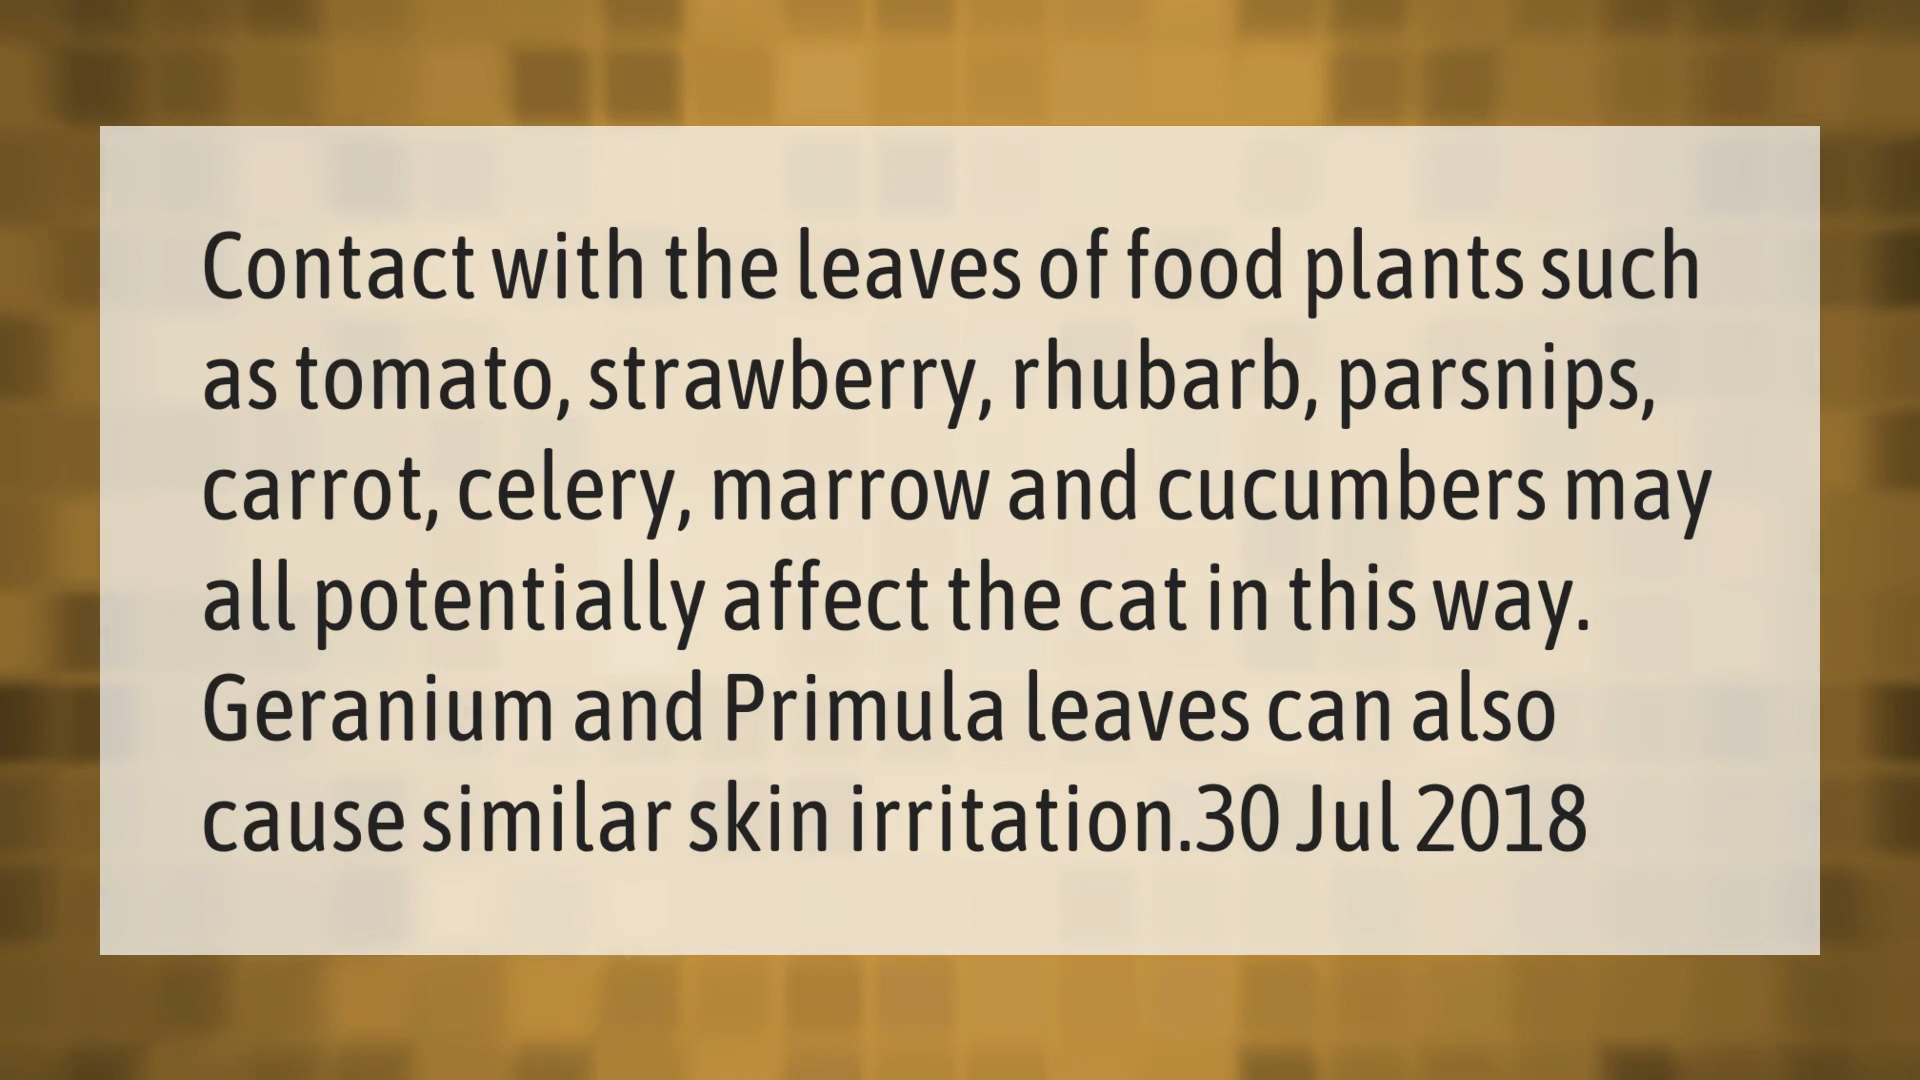 Contact with the leaves of food plants such
as tomato, strawberry, rhubarb, parsnips,
carrot, celery, marrow and cucumbers may
all potentially affect the cat in this way.
Geranium and Primula leaves can also
cause similar skin irritation.30 Jul 2018